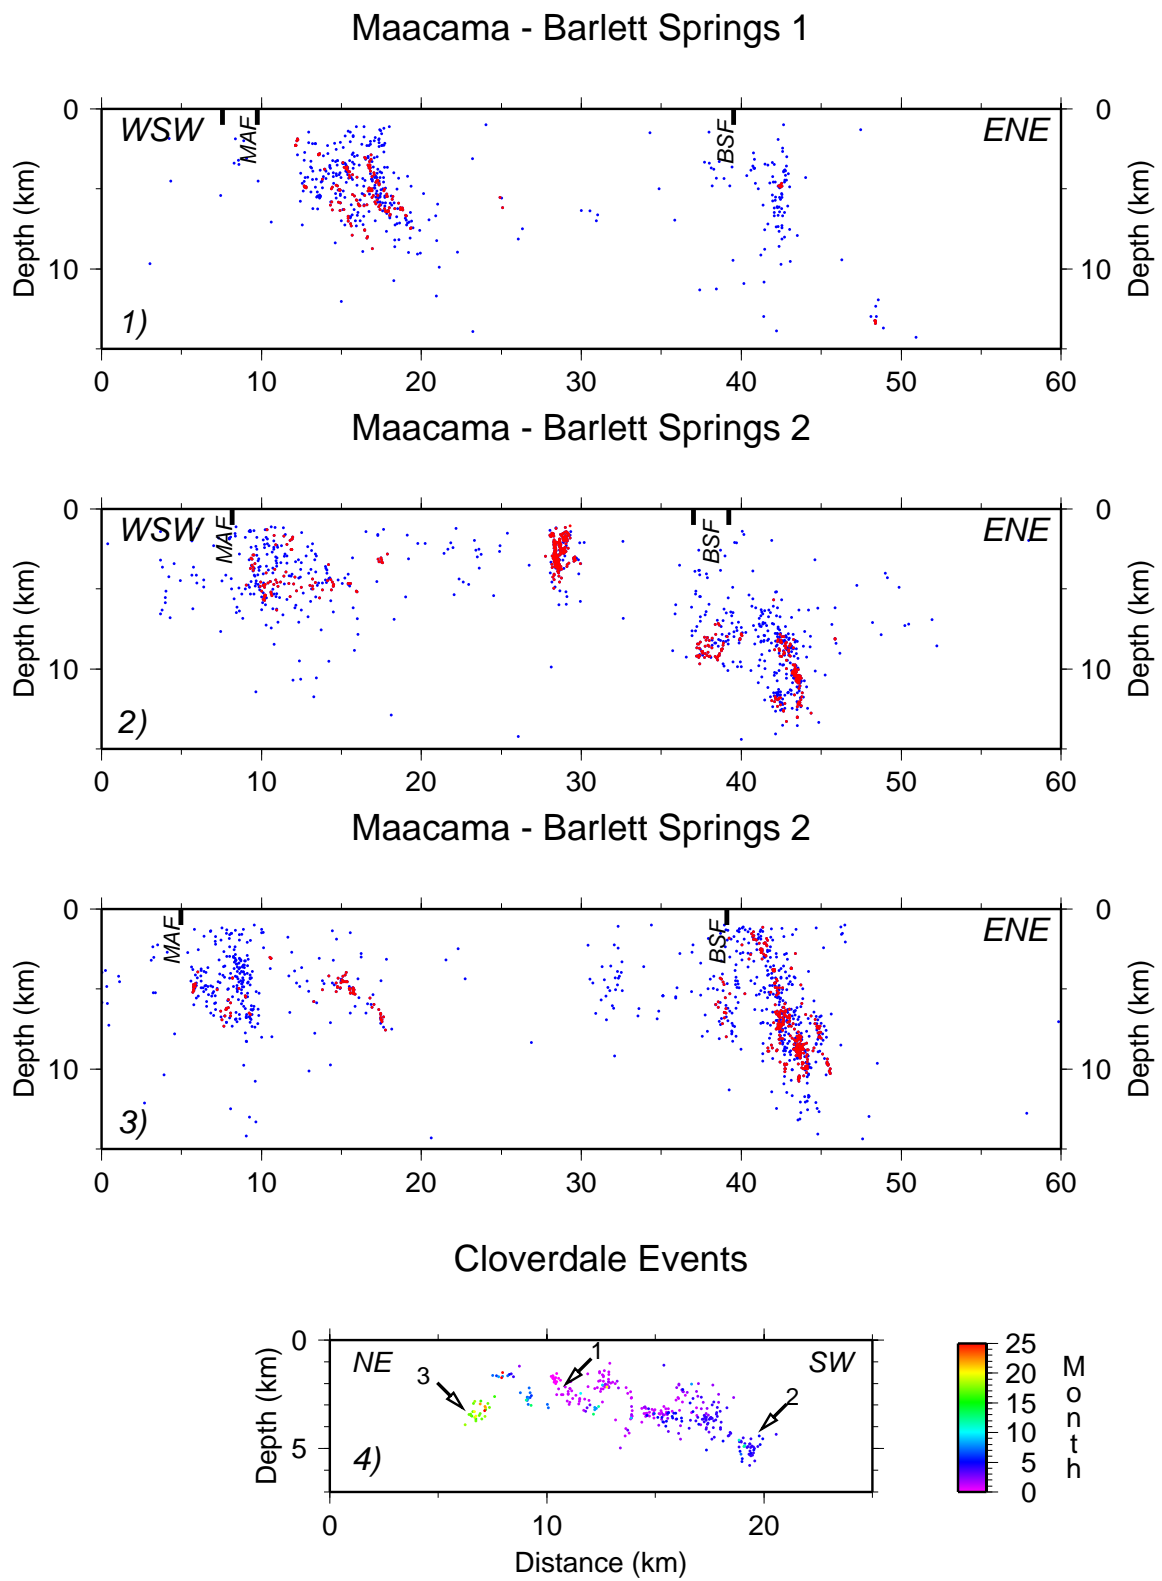 Maacama - Barlett Springs 1
0 WSW MAF BSF ENE 0
Depth (km) Depth (km)
10 10
1)
0 10 20 30 40 50 60
Maacama - Barlett Springs 2
0 WSW MAF BSF ENE 0
Depth (km) Depth (km)
10 10
2)
0 10 20 30 40 50 60
Maacama - Barlett Springs 2
0 MAF BSF ENE 0
Depth (km) Depth (km)
10 10
3)
0 10 20 30 40 50 60
Cloverdale Events
0 NE 3 1 2 SW
Depth (km)
5 4)
0 10 20
Distance (km)
25
20
15
10
5
0
Month